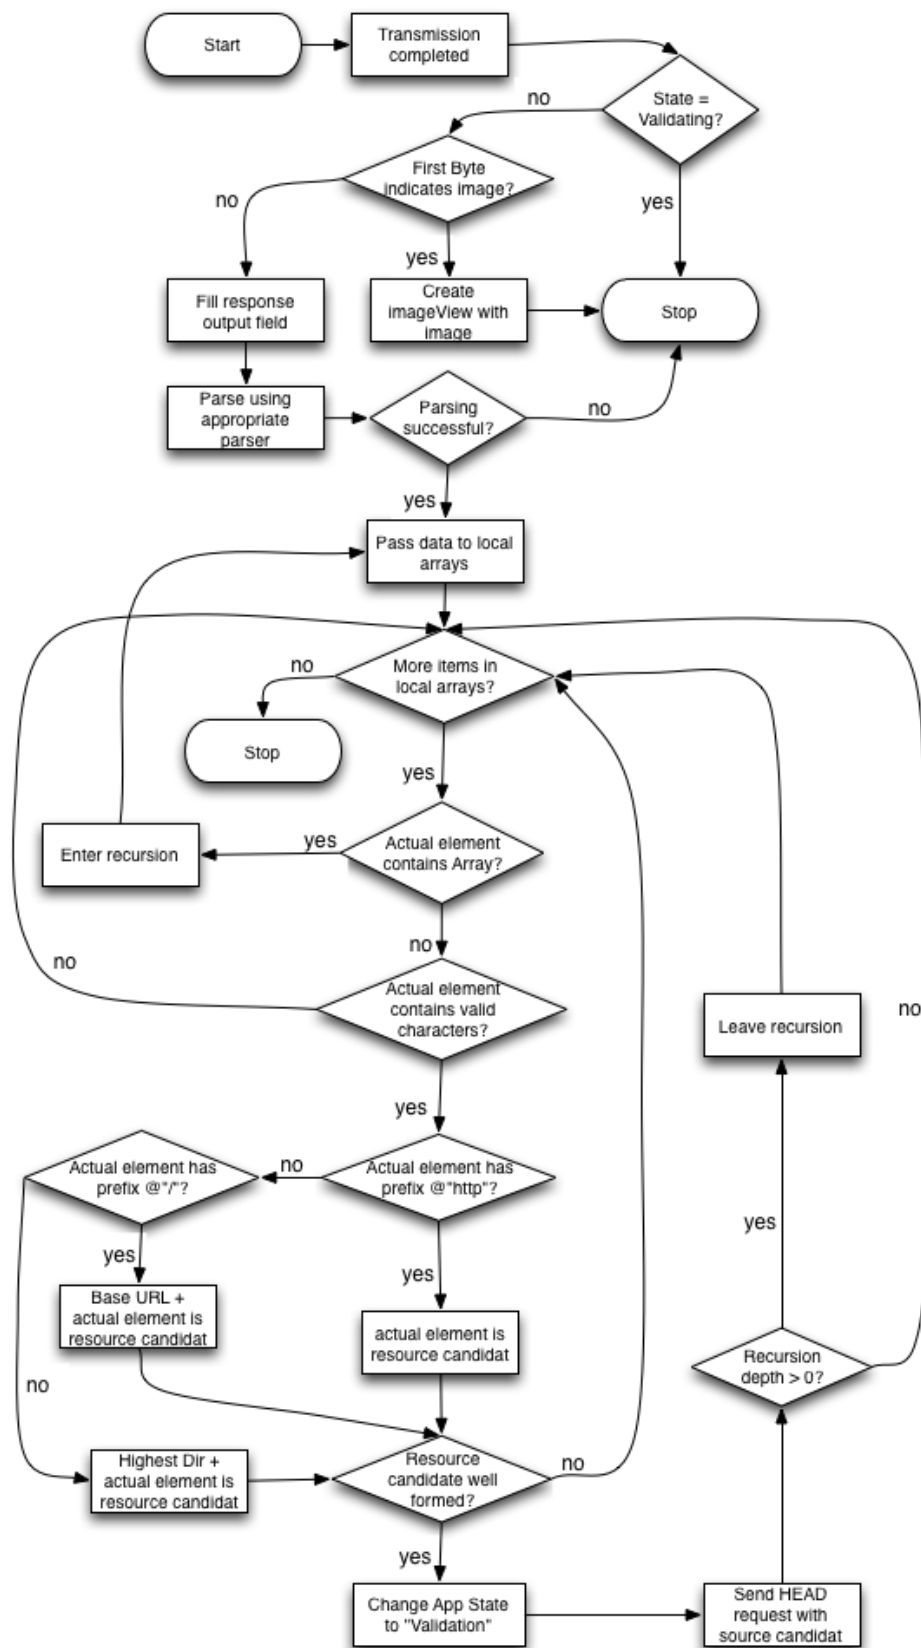 Start
Transmission
completed
State =
Validating?
no
First Byte
indicates image?
no
yes
yes
Fill response
output field
Create
imageView with
image
Stop
Parse using
appropriate
parser
Parsing
successful?
no
yes
Pass data to local
arrays
More items in
local arrays?
no
Stop
yes
Actual element
contains Array?
yes
Enter recursion
no
Actual element
contains valid
characters?
no
Leave recursion
no
yes
Actual element has
prefix @"http"?
no
Actual element has
prefix @"/"?
yes
yes
yes
Base URL +
actual element is
resource candidat
actual element is
resource candidat
Recursion
depth > 0?
no
Highest Dir +
actual element is
resource candidat
Resource
candidate well
formed?
no
yes
Change App State
to "Validation"
Send HEAD
request with
source candidat